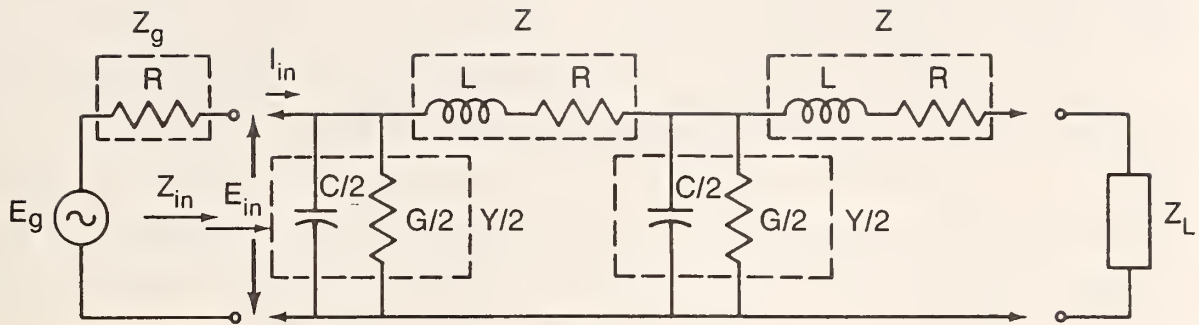 Z_g
Z
Z
R
I_in
L
R
L
R
E_g
Z_in
E_in
C/2
G/2
Y/2
C/2
G/2
Y/2
Z_L